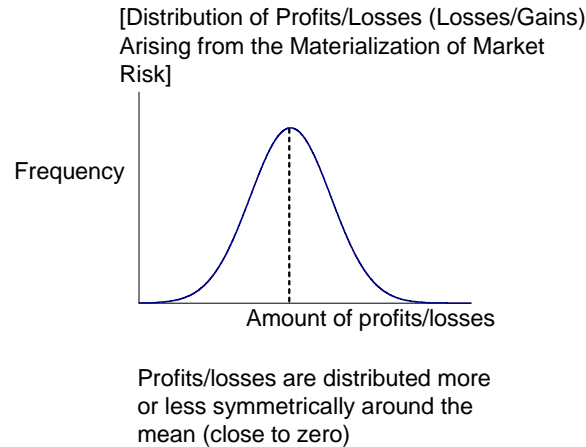 [Distribution of Profits/Losses (Losses/Gains)
Arising from the Materialization of Market
Risk]
Frequency
Amount of profits/losses
Profits/losses are distributed more
or less symmetrically around the
mean (close to zero)